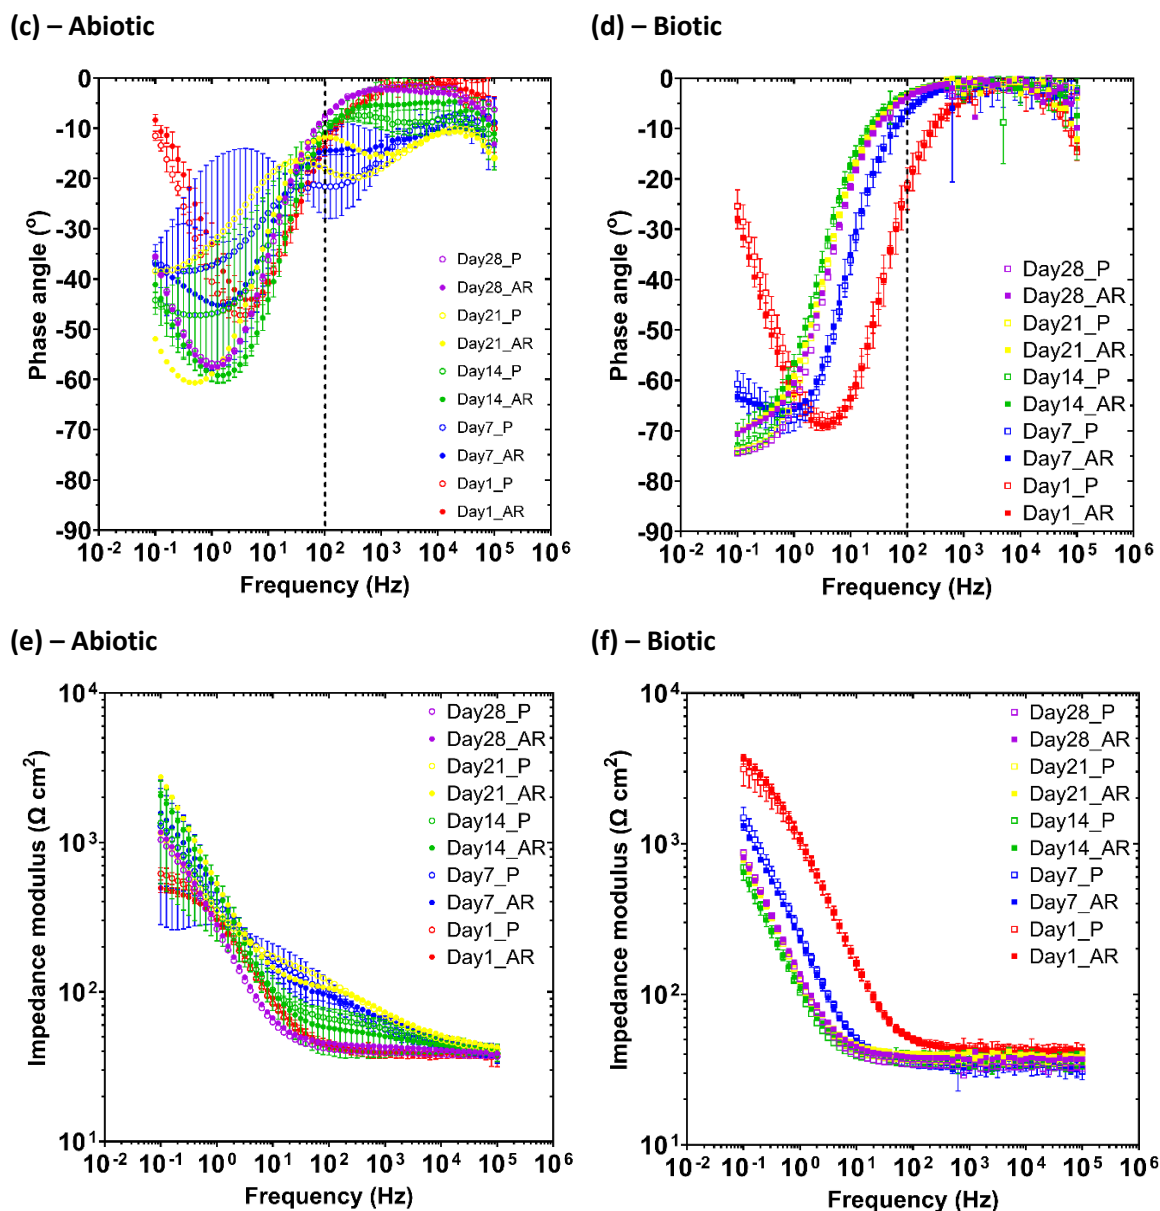 (c) – Abiotic
(d) – Biotic
0
-10
-20
-30
-40
-50
-60
-70
-80
-90
Phase angle (°)
Day28_P
Day28_AR
Day21_P
Day21_AR
Day14_P
Day14_AR
Day7_P
Day7_AR
Day1_P
Day1_AR
10⁻² 10⁻¹ 10⁰ 10¹ 10² 10³ 10⁴ 10⁵ 10⁶
Frequency (Hz)
0
-10
-20
-30
-40
-50
-60
-70
-80
-90
Phase angle (°)
Day28_P
Day28_AR
Day21_P
Day21_AR
Day14_P
Day14_AR
Day7_P
Day7_AR
Day1_P
Day1_AR
10⁻² 10⁻¹ 10⁰ 10¹ 10² 10³ 10⁴ 10⁵ 10⁶
Frequency (Hz)
(e) – Abiotic
(f) – Biotic
10⁴
10³
10²
10¹
Impedance modulus (Ω cm²)
Day28_P
Day28_AR
Day21_P
Day21_AR
Day14_P
Day14_AR
Day7_P
Day7_AR
Day1_P
Day1_AR
10⁻² 10⁻¹ 10⁰ 10¹ 10² 10³ 10⁴ 10⁵ 10⁶
Frequency (Hz)
10⁴
10³
10²
10¹
Impedance modulus (Ω cm²)
Day28_P
Day28_AR
Day21_P
Day21_AR
Day14_P
Day14_AR
Day7_P
Day7_AR
Day1_P
Day1_AR
10⁻² 10⁻¹ 10⁰ 10¹ 10² 10³ 10⁴ 10⁵ 10⁶
Frequency (Hz)